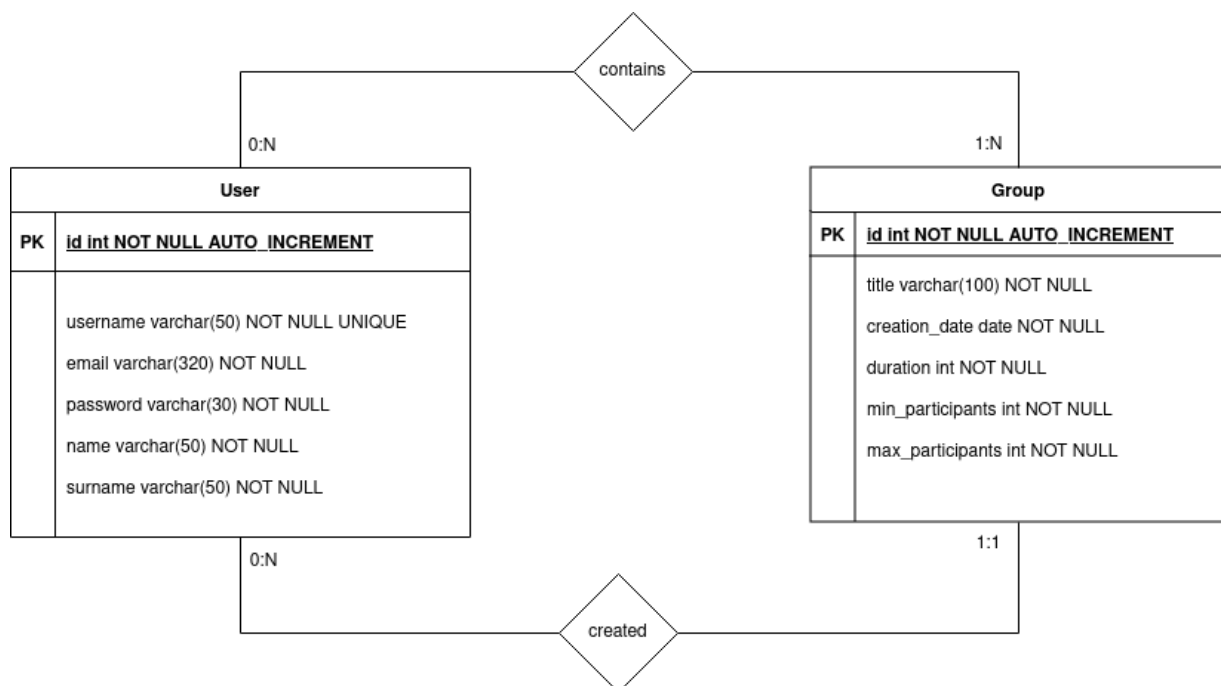 contains
0:N
1:N
User
PK
id int NOT NULL AUTO_INCREMENT
username varchar(50) NOT NULL UNIQUE
email varchar(320) NOT NULL
password varchar(30) NOT NULL
name varchar(50) NOT NULL
surname varchar(50) NOT NULL
Group
PK
id int NOT NULL AUTO_INCREMENT
title varchar(100) NOT NULL
creation_date date NOT NULL
duration int NOT NULL
min_participants int NOT NULL
max_participants int NOT NULL
0:N
1:1
created